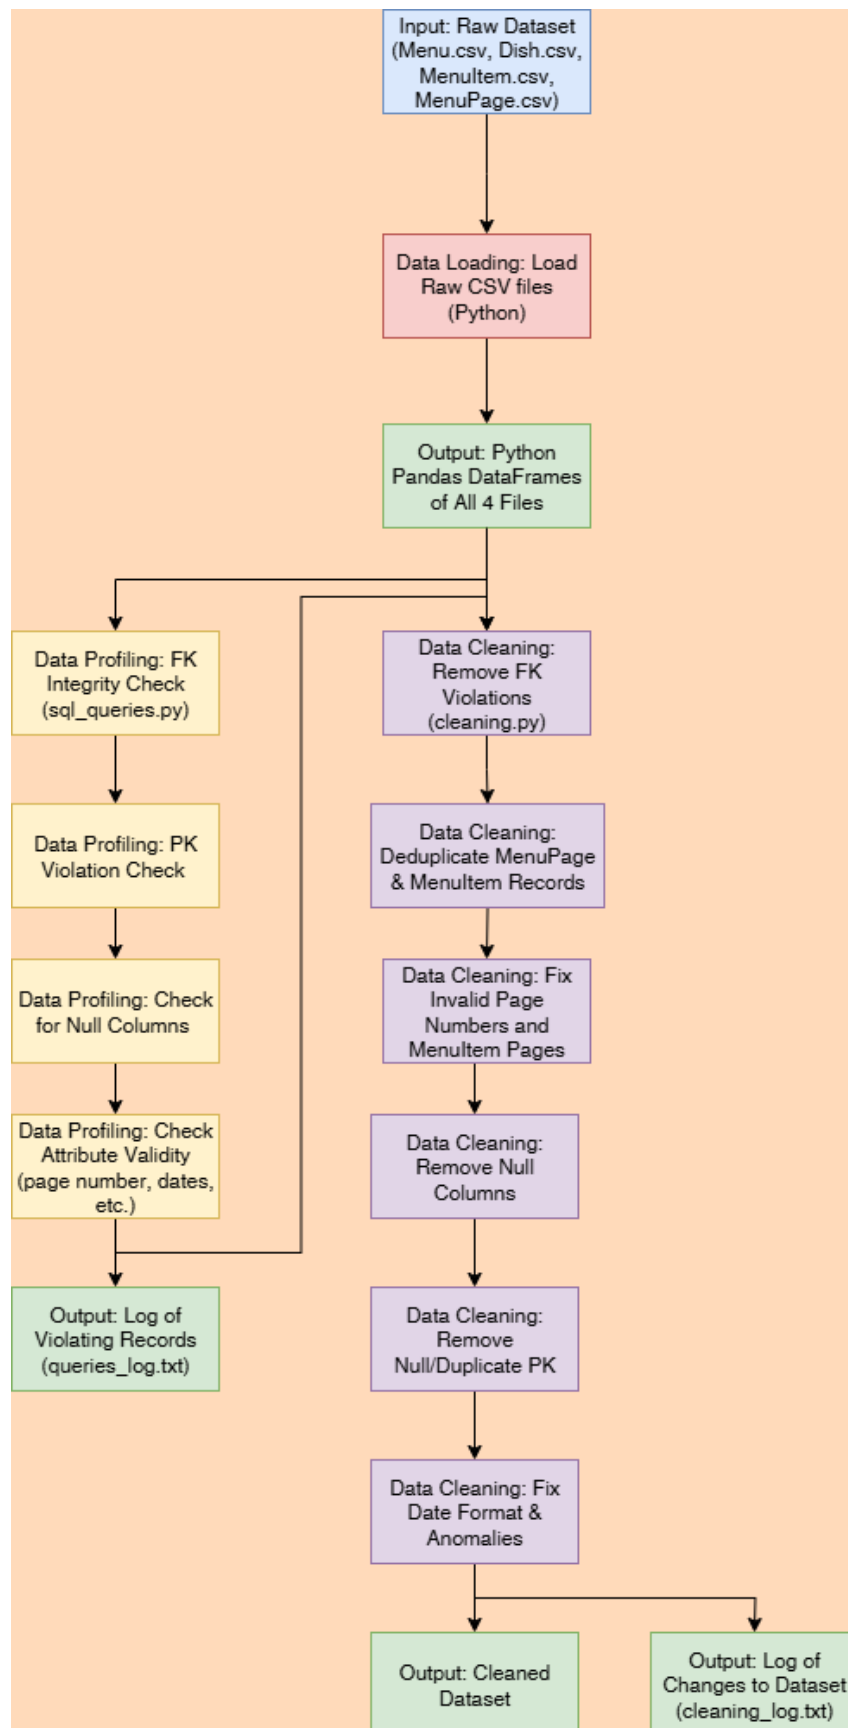 Input: Raw Dataset
(Menu.csv, Dish.csv,
MenuItem.csv,
MenuPage.csv)
Data Loading: Load
Raw CSV files
(Python)
Output: Python
Pandas DataFrames
of All 4 Files
Data Profiling: FK
Integrity Check
(sql_queries.py)
Data Profiling: PK
Violation Check
Data Profiling: Check
for Null Columns
Data Profiling: Check
Attribute Validity
(page number, dates,
etc.)
Output: Log of
Violating Records
(queries_log.txt)
Data Cleaning:
Remove FK
Violations
(cleaning.py)
Data Cleaning:
Deduplicate MenuPage
& MenuItem Records
Data Cleaning: Fix
Invalid Page
Numbers and
MenuItem Pages
Data Cleaning:
Remove Null
Columns
Data Cleaning:
Remove
Null/Duplicate PK
Data Cleaning: Fix
Date Format &
Anomalies
Output: Cleaned
Dataset
Output: Log of
Changes to Dataset
(cleaning_log.txt)